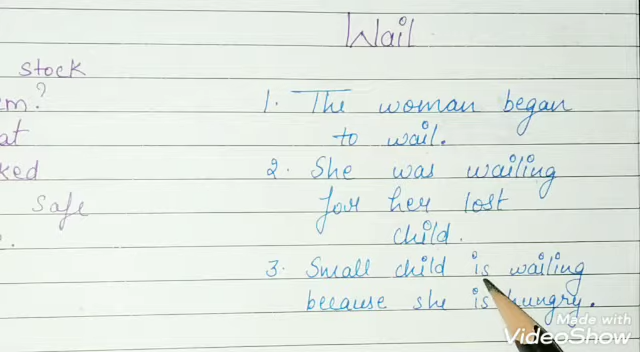 Wail
stock
em?
at
ked
safe
1. The woman began
to wail.
2. She was wailing
for her lost
child.
3. Small child is wailing
because she is hungry.
Made with
VideoShow